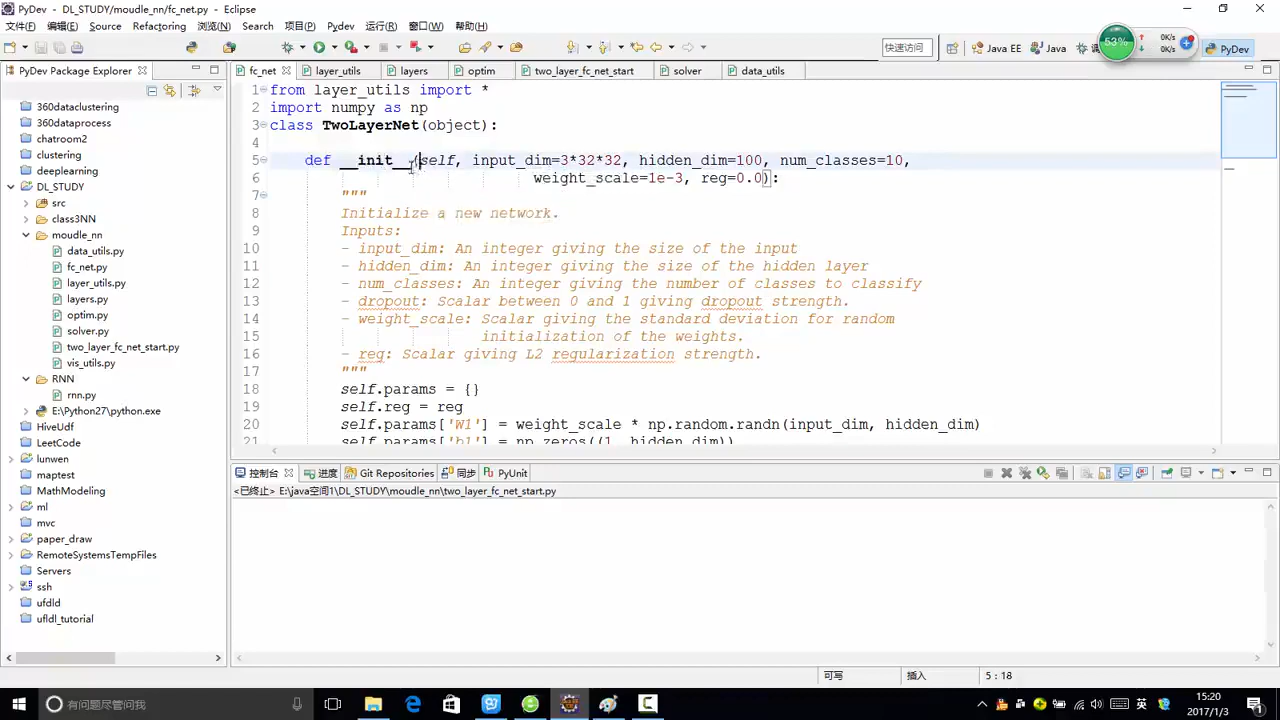 PyDev - DL_STUDY/moudle_nn/fc_net.py - Eclipse
文件(F) 编辑(E) Source Refactoring 浏览(N) Search 项目(P) Pydev 运行(R) 窗口(W) 帮助(H)
快速访问 Java EE Java PyDev
53% 0K/s 0K/s
PyDev Package Explorer
360dataclustering
360dataprocess
chatroom2
clustering
deeplearning
DL_STUDY
src
class3NN
moudle_nn
data_utils.py
fc_net.py
layer_utils.py
layers.py
optim.py
solver.py
two_layer_fc_net_start.py
vis_utils.py
RNN
rnn.py
E:\Python27\python.exe
HiveUdf
LeetCode
lunwen
maptest
MathModeling
ml
mvc
paper_draw
RemoteSystemsTempFiles
Servers
ssh
ufdld
ufldl_tutorial
fc_net layer_utils layers optim two_layer_fc_net_start solver data_utils
1 from layer_utils import *
2 import numpy as np
3 class TwoLayerNet(object):
4
5 def __init__(self, input_dim=3*32*32, hidden_dim=100, num_classes=10,
6 weight_scale=1e-3, reg=0.0):
7 """
8 Initialize a new network.
9 Inputs:
10 - input_dim: An integer giving the size of the input
11 - hidden_dim: An integer giving the size of the hidden layer
12 - num_classes: An integer giving the number of classes to classify
13 - dropout: Scalar between 0 and 1 giving dropout strength.
14 - weight_scale: Scalar giving the standard deviation for random
15 initialization of the weights.
16 - reg: Scalar giving L2 regularization strength.
17 """
18 self.params = {}
19 self.reg = reg
20 self.params['W1'] = weight_scale * np.random.randn(input_dim, hidden_dim)
21 self.params['b1'] = np.zeros((1, hidden_dim))
控制台 进度 Git Repositories 同步 PyUnit
<已终止> E:\java空间1\DL_STUDY\moudle_nn\two_layer_fc_net_start.py
可写 插入 5 : 18
有问题尽管问我
英
15:20
2017/1/3